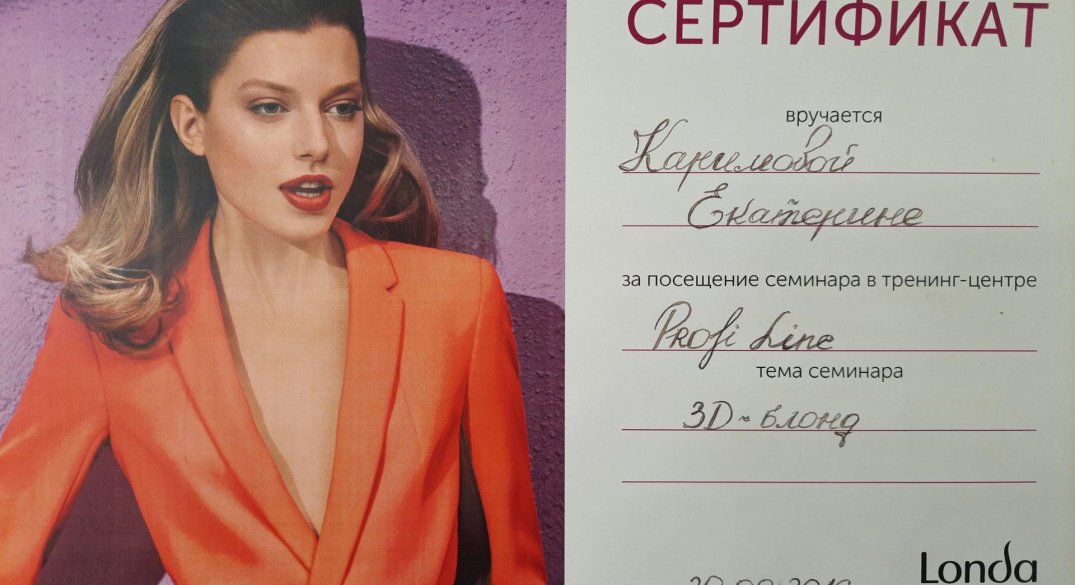 СЕРТИФИКАТ
вручается
Каримовой
Екатерине
за посещение семинара в тренинг-центре
Profi Line
тема семинара
3D-блонд
Londa